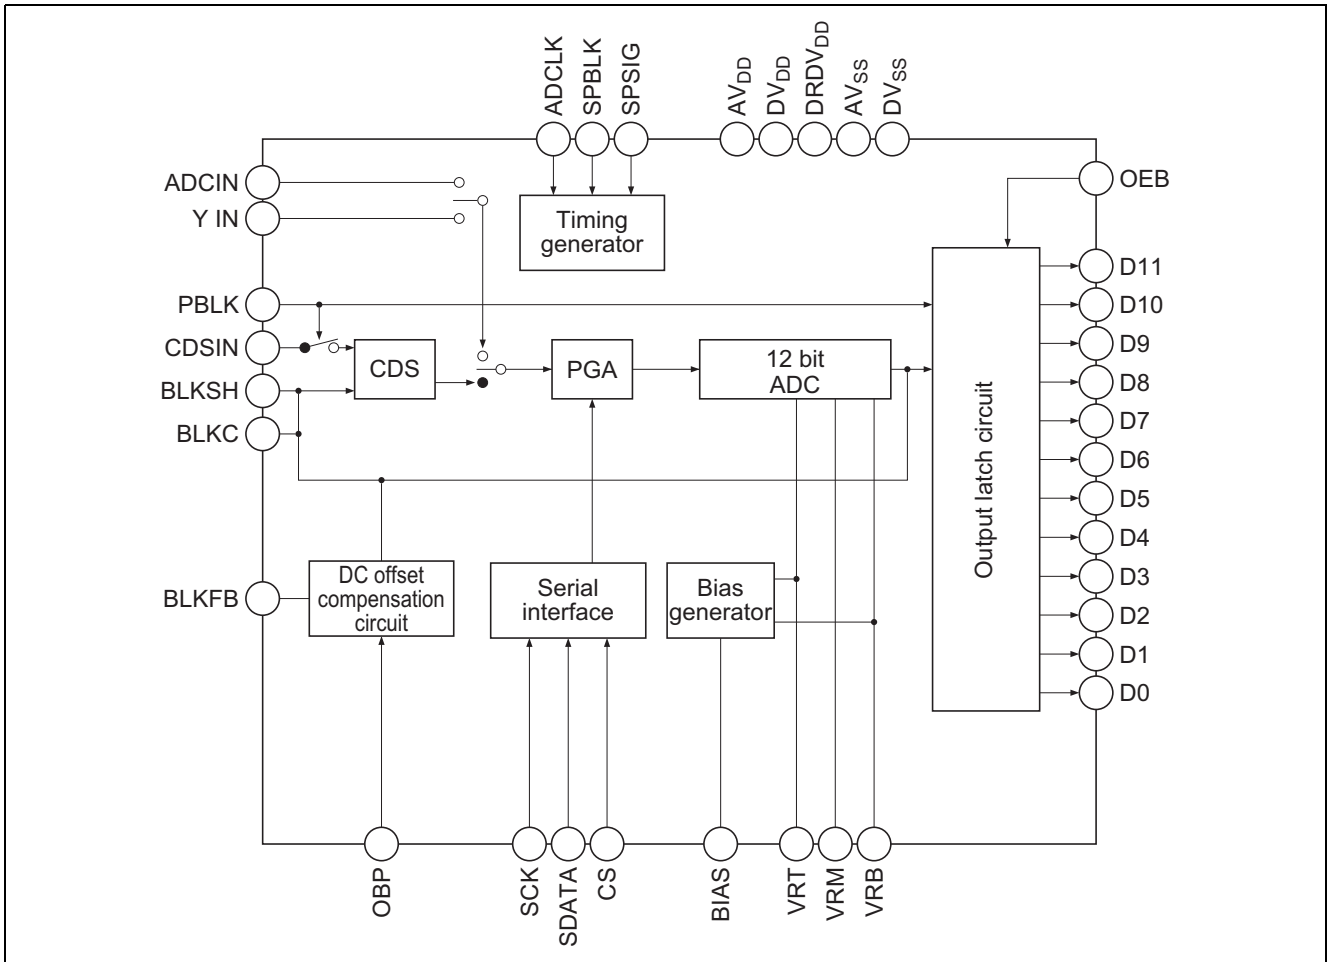 ADCLK
SPBLK
SPSIG
AVDD
DVDD
DRDVDD
AVSS
DVSS
ADCIN
Y IN
PBLK
CDSIN
BLKSH
BLKC
BLKFB
Timing
generator
CDS
PGA
12 bit
ADC
DC offset
compensation
circuit
Serial
interface
Bias
generator
Output latch circuit
OEB
D11
D10
D9
D8
D7
D6
D5
D4
D3
D2
D1
D0
OBP
SCK
SDATA
CS
BIAS
VRT
VRM
VRB